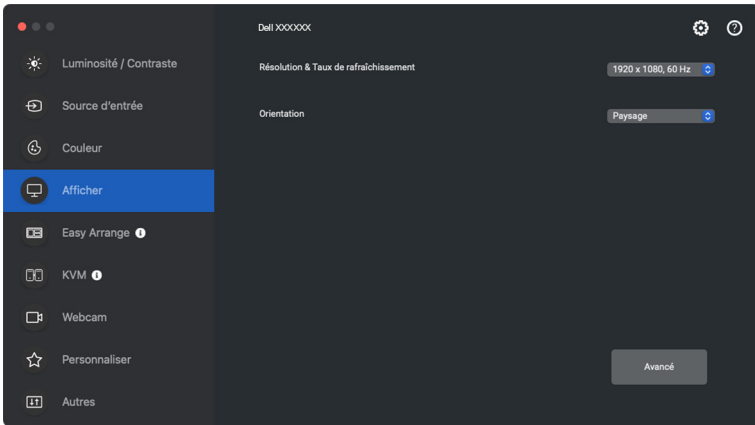 Dell XXXXXX
Luminosité / Contraste
Source d'entrée
Couleur
Afficher
Easy Arrange
KVM
Webcam
Personnaliser
Autres
Résolution & Taux de rafraîchissement
1920 x 1080, 60 Hz
Orientation
Paysage
Avancé